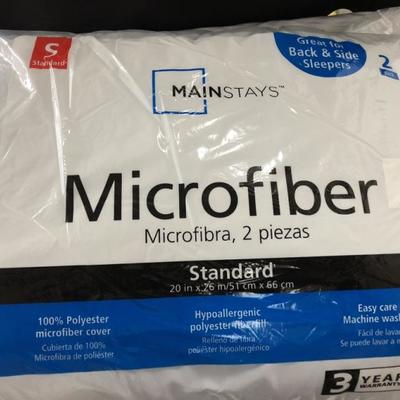 S
Standard
Great for
Back & Side
Sleepers
2
MAINSTAYS™
Microfiber
Microfibra, 2 piezas
Standard
20 in x 26 in/51 cm x 66 cm
100% Polyester
microfiber cover
Cubierta de 100%
Microfibra de poliéster
Hypoallergenic
polyester fiberfill
Relleno de fibra
poliéster hipoalergénico
Easy care
Machine wash
Fácil de lavar
Se puede lavar a
3 YEAR
WARRANTY